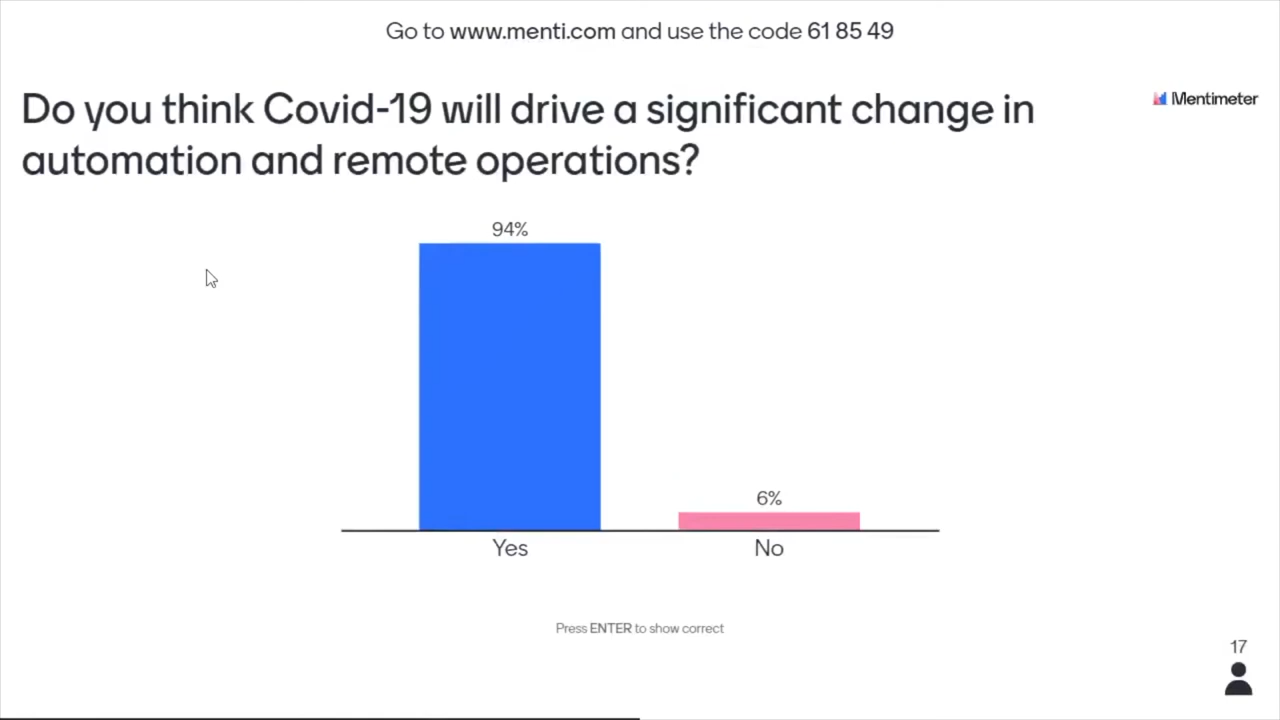 Go to www.menti.com and use the code 61 85 49
Do you think Covid-19 will drive a significant change in
automation and remote operations?
Mentimeter
94%
6%
Yes
No
Press ENTER to show correct
17